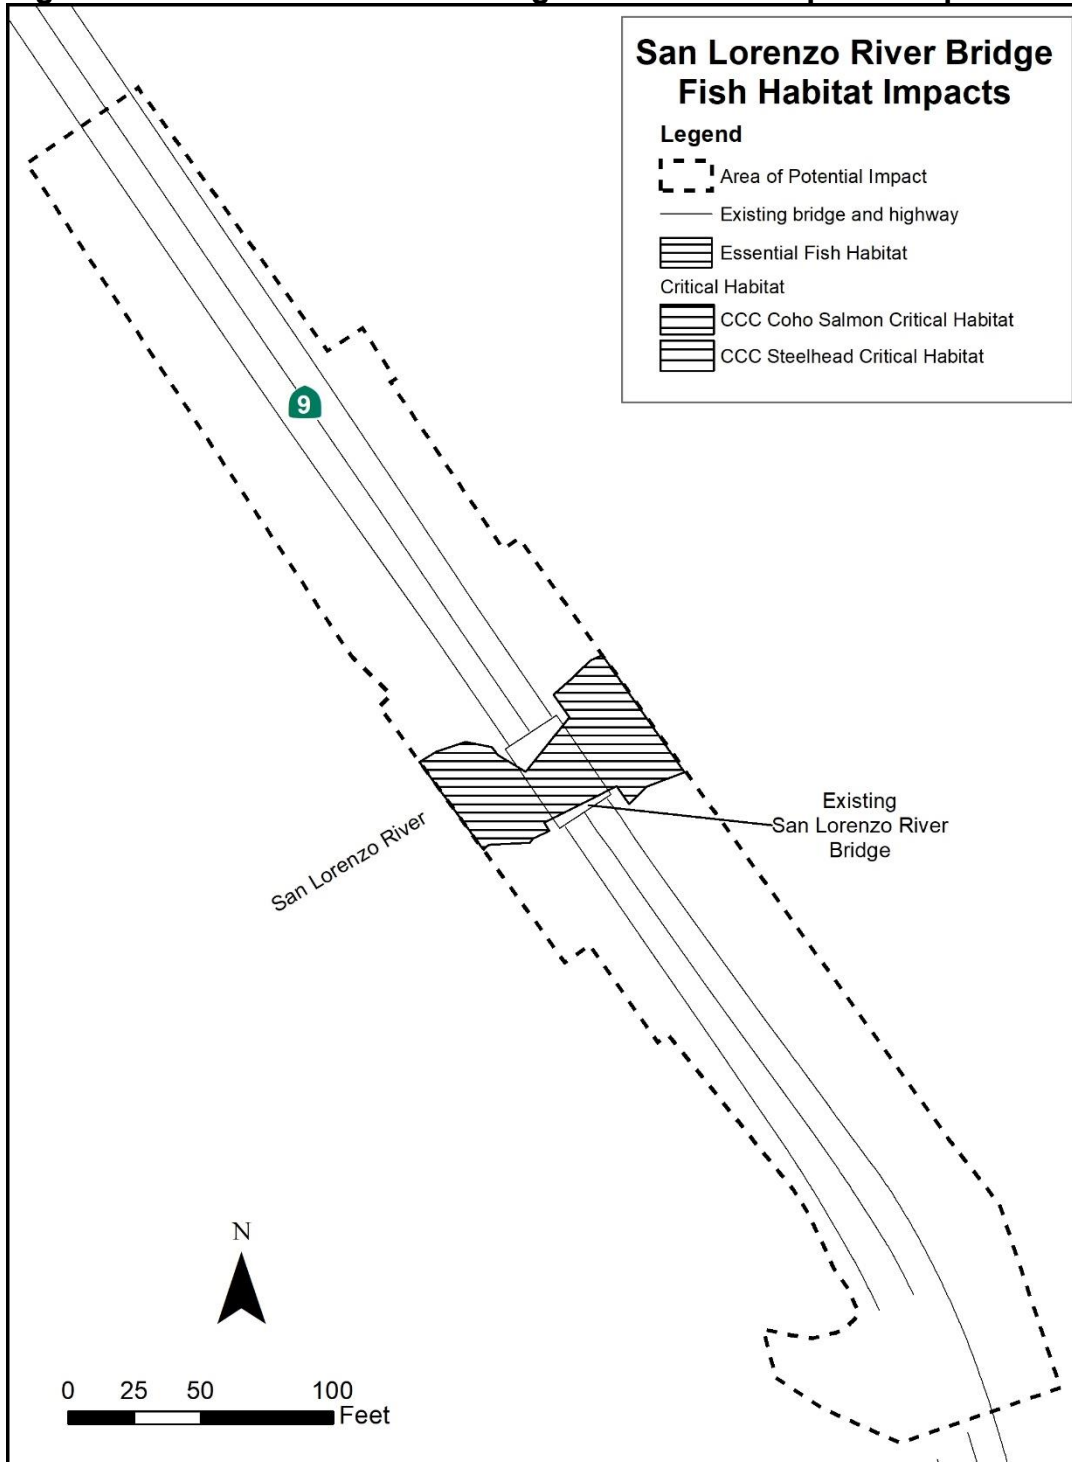 San Lorenzo River Bridge
Fish Habitat Impacts
Legend
Area of Potential Impact
Existing bridge and highway
Essential Fish Habitat
Critical Habitat
CCC Coho Salmon Critical Habitat
CCC Steelhead Critical Habitat
9
Existing
San Lorenzo River
Bridge
San Lorenzo River
N
0 25 50 100
Feet